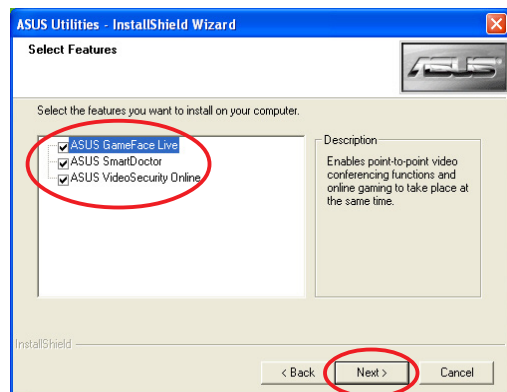 ASUS Utilities - InstallShield Wizard
Select Features
ASUS
Select the features you want to install on your computer.
ASUS GameFace Live
ASUS SmartDoctor
ASUS VideoSecurity Online
Description
Enables point-to-point video
conferencing functions and
online gaming to take place at
the same time.
InstallShield
< Back
Next >
Cancel